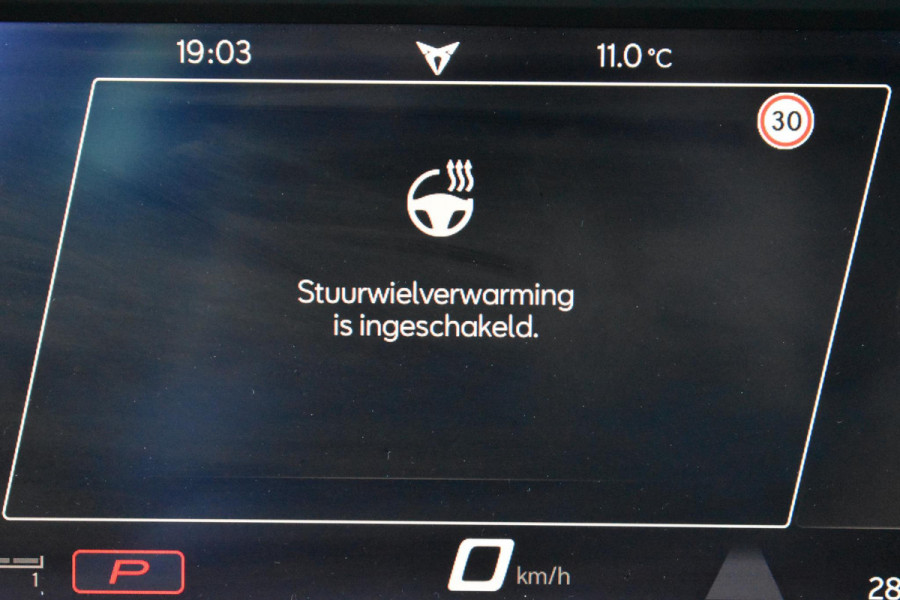 19:03 11.0 °C
30
Stuurwielverwarming
is ingeschakeld.
1 P 0 km/h 28